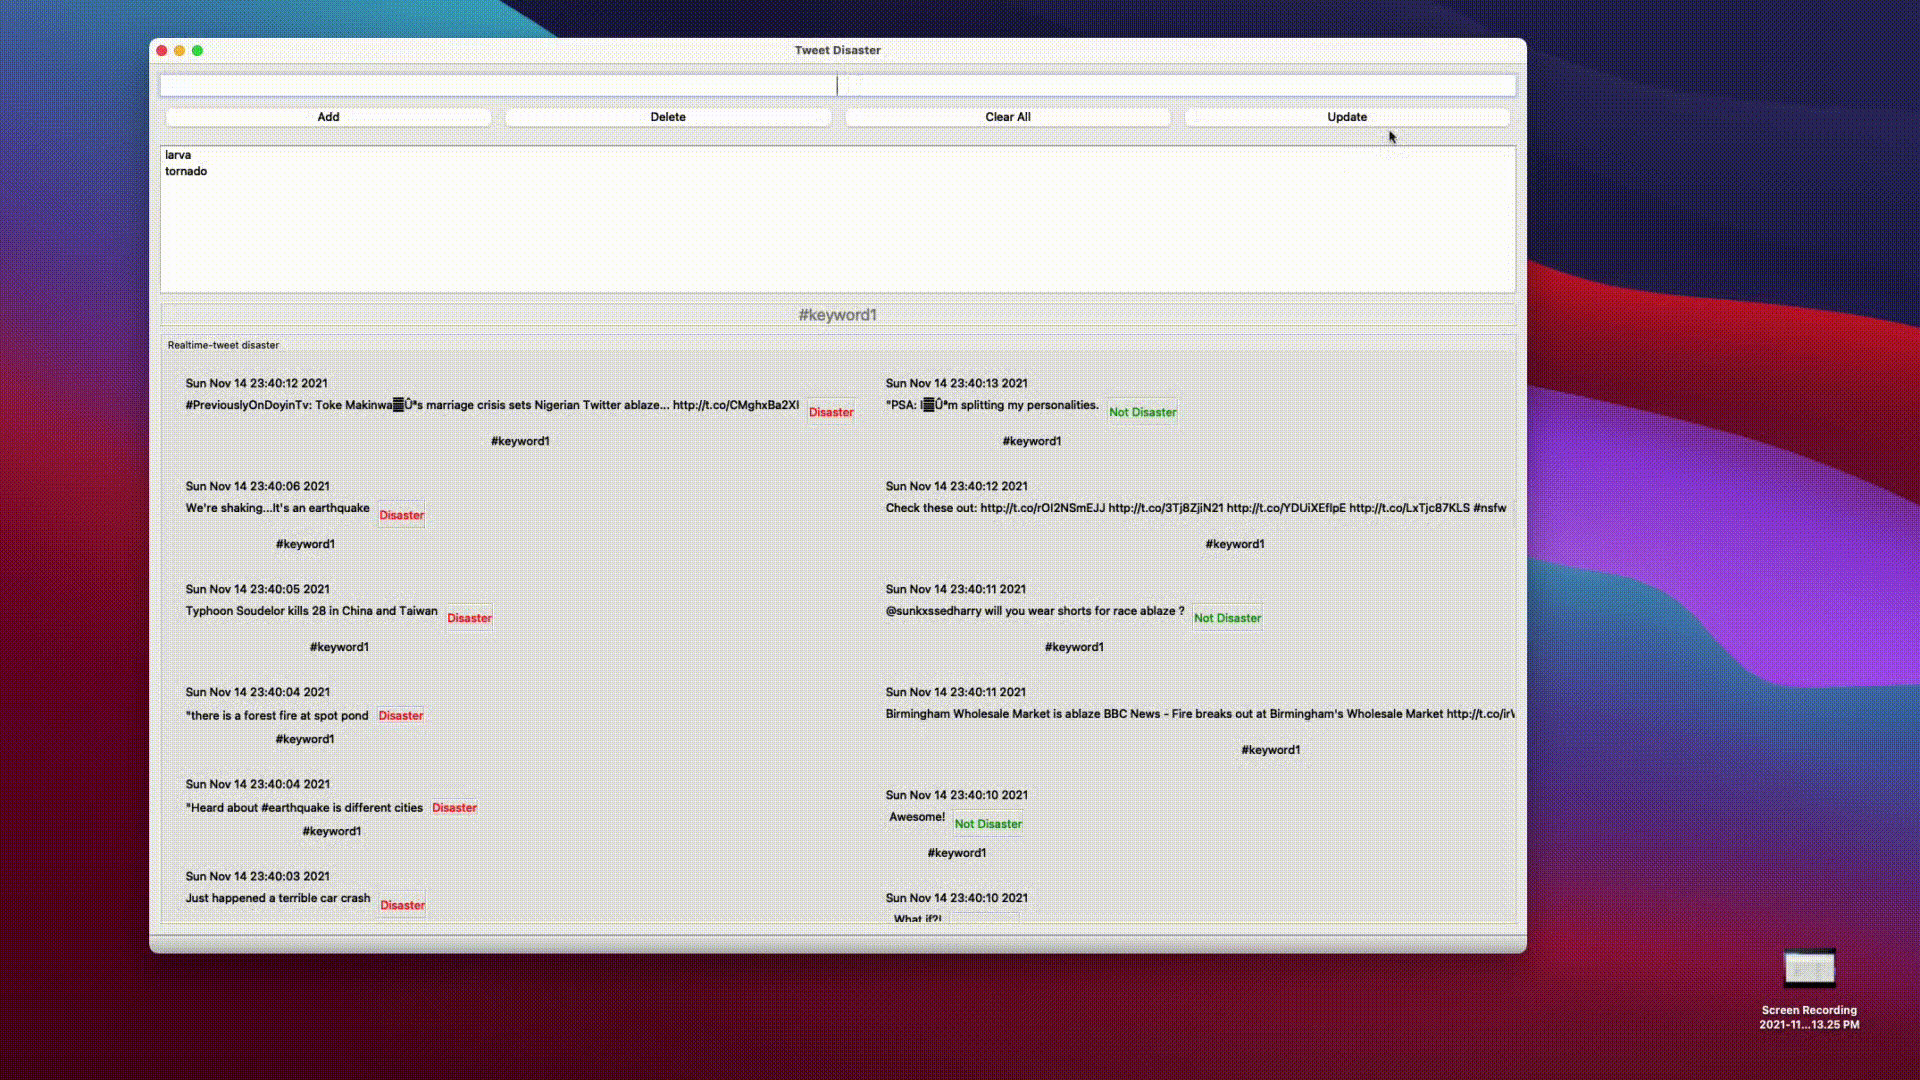 Tweet Disaster
Add
Delete
Clear All
Update
larva
tornado
#keyword1
Realtime-tweet disaster
Sun Nov 14 23:40:12 2021
#PreviouslyOnDoyinTv: Toke Makinwa▓Û*s marriage crisis sets Nigerian Twitter ablaze... http://t.co/CMghxBa2XI
Disaster
#keyword1
Sun Nov 14 23:40:06 2021
We're shaking...It's an earthquake
Disaster
#keyword1
Sun Nov 14 23:40:05 2021
Typhoon Soudelor kills 28 in China and Taiwan
Disaster
#keyword1
Sun Nov 14 23:40:04 2021
"there is a forest fire at spot pond
Disaster
#keyword1
Sun Nov 14 23:40:04 2021
"Heard about #earthquake is different cities
Disaster
#keyword1
Sun Nov 14 23:40:03 2021
Just happened a terrible car crash
Disaster
Sun Nov 14 23:40:13 2021
"PSA: I▓Û*m splitting my personalities.
Not Disaster
#keyword1
Sun Nov 14 23:40:12 2021
Check these out: http://t.co/rOI2NSmEJJ http://t.co/3Tj8ZjiN21 http://t.co/YDUiXEfIpE http://t.co/LxTjc87KLS #nsfw
#keyword1
Sun Nov 14 23:40:11 2021
@sunkxssedharry will you wear shorts for race ablaze ?
Not Disaster
#keyword1
Sun Nov 14 23:40:11 2021
Birmingham Wholesale Market is ablaze BBC News - Fire breaks out at Birmingham's Wholesale Market http://t.co/ir
#keyword1
Sun Nov 14 23:40:10 2021
Awesome!
Not Disaster
#keyword1
Sun Nov 14 23:40:10 2021
What if?!
Screen Recording
2021-11...13.25 PM